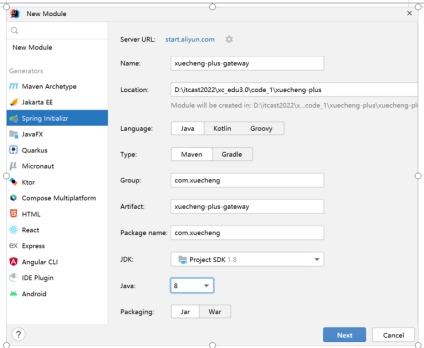 New Module
New Module
Generators
Maven Archetype
Jakarta EE
Spring Initializr
JavaFX
Quarkus
Micronaut
Ktor
Compose Multiplatform
HTML
React
Express
Angular CLI
IDE Plugin
Android
Server URL: start.aliyun.com
Name: xuecheng-plus-gateway
Location: D:\itcast2022\xc_edu3.0\code_1\xuecheng-plus
Module will be created in: D:\itcast2022\x...code_1\xuecheng-plus\xuecheng-pl
Language: Java Kotlin Groovy
Type: Maven Gradle
Group: com.xuecheng
Artifact: xuecheng-plus-gateway
Package name: com.xuecheng
JDK: Project SDK 1.8
Java: 8
Packaging: Jar War
? Next Cancel